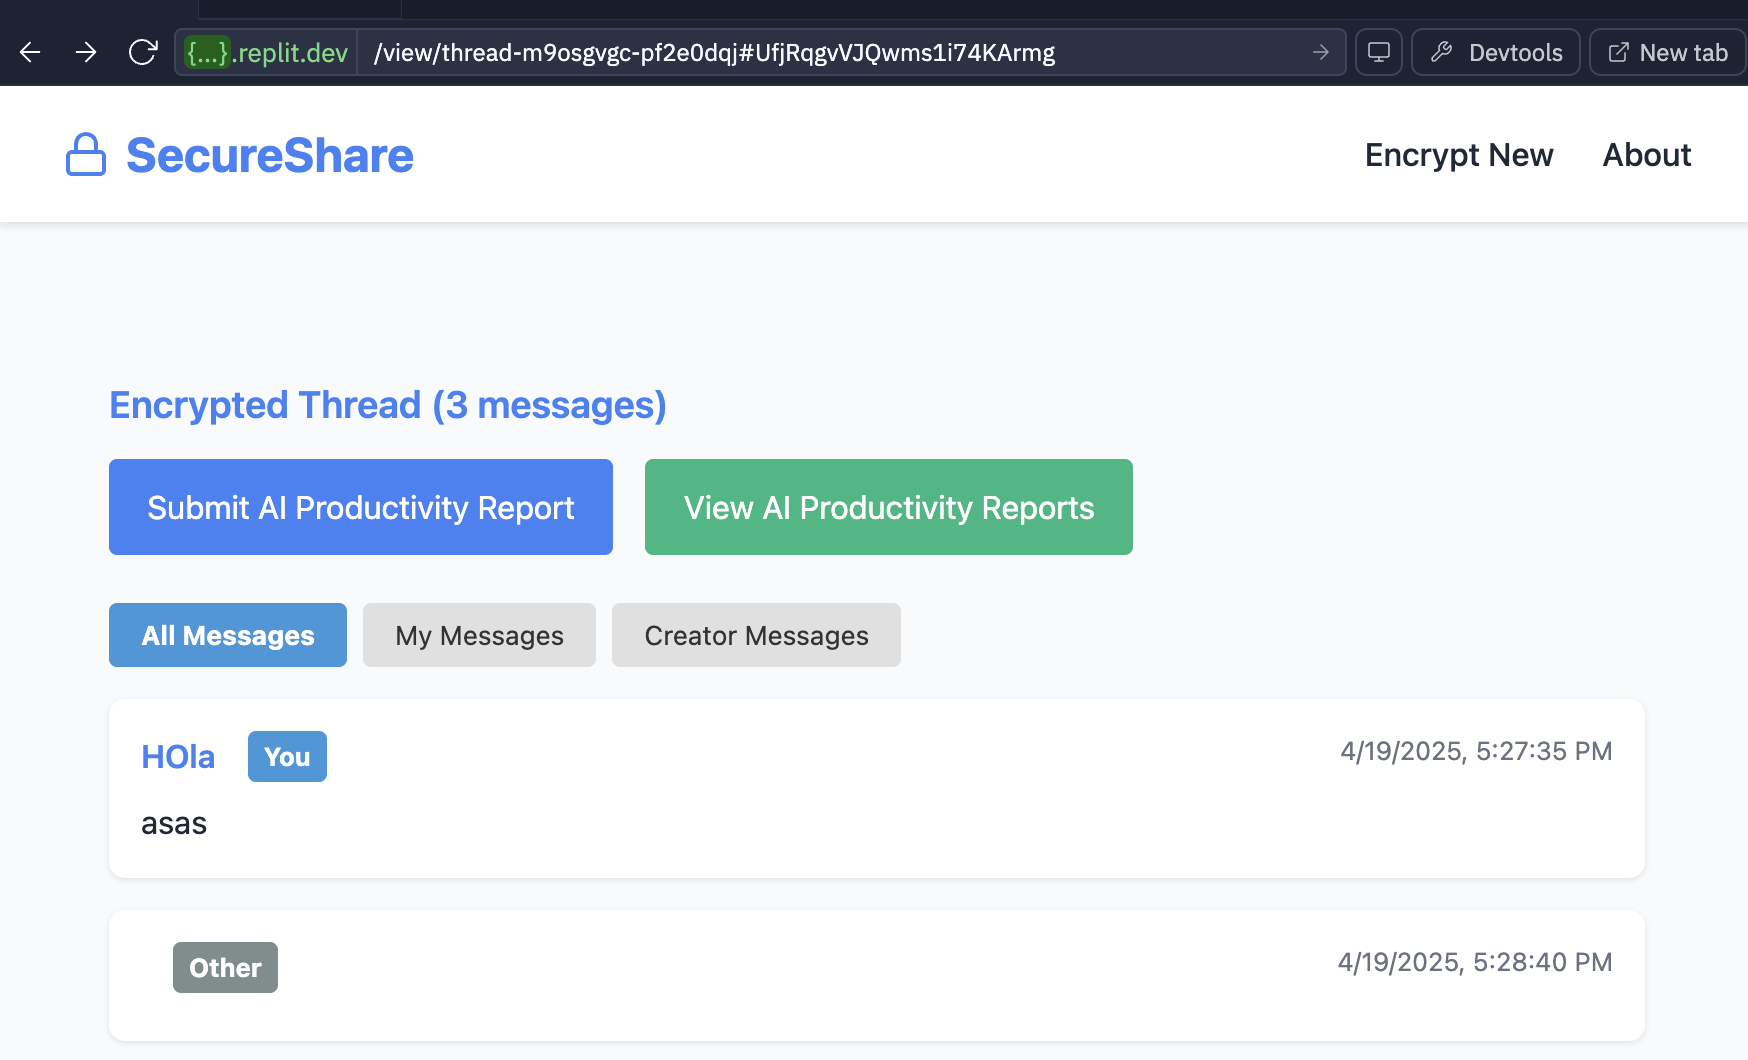 {...}.replit.dev /view/thread-m9osgvgc-pf2e0dqj#UfjRqgvVJQwms1i74KArmg Devtools New tab
SecureShare Encrypt New About
Encrypted Thread (3 messages)
Submit AI Productivity Report View AI Productivity Reports
All Messages My Messages Creator Messages
HOla You 4/19/2025, 5:27:35 PM
asas
Other 4/19/2025, 5:28:40 PM